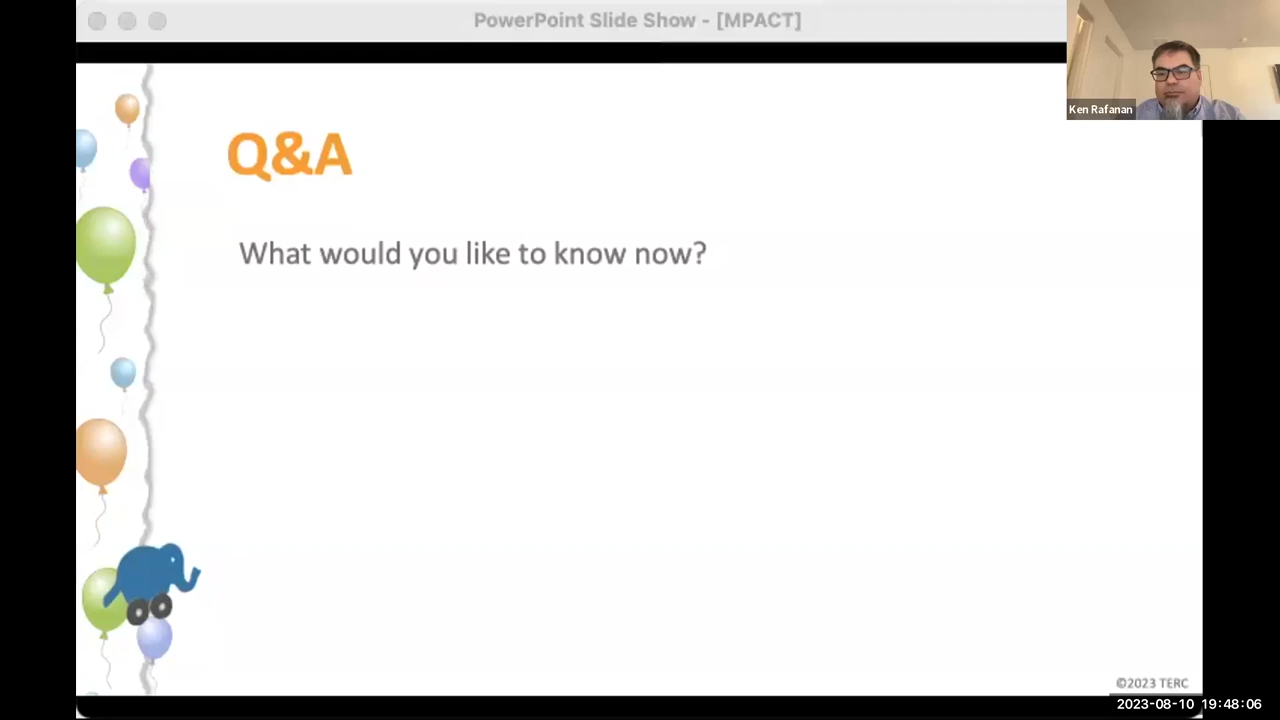 PowerPoint Slide Show - [MPACT]
Ken Rafanan
Q&A
What would you like to know now?
©2023 TERC
2023-08-10 19:48:06